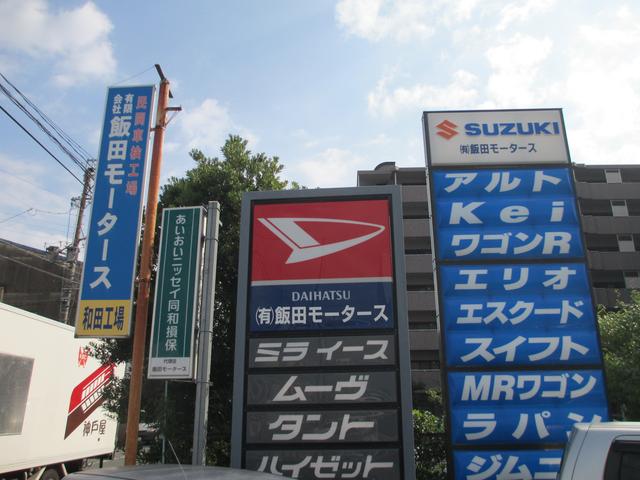 民間車検工場
有限会社 飯田モータース
和田工場
あいおいニッセイ同和損保
代理店
飯田モータース
神戸屋
DAIHATSU
(有)飯田モータース
ミラ イース
ムーヴ
タント
ハイゼット
SUZUKI
(有)飯田モータース
アルト
Kei
ワゴンR
エリオ
エスクード
スイフト
MRワゴン
ラパン
ジムニ